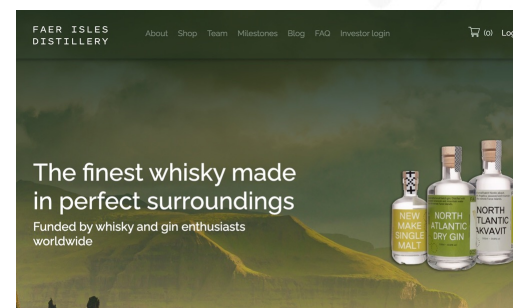 FAER ISLES
DISTILLERY
About Shop Team Milestones Blog FAQ Investor login
(0) Log
The finest whisky made
in perfect surroundings
Funded by whisky and gin enthusiasts
worldwide
NEW
MAKE
SINGLE
MALT
NORTH
ATLANTIC
DRY GIN
NORTH
TLANTIC
AKVAVIT